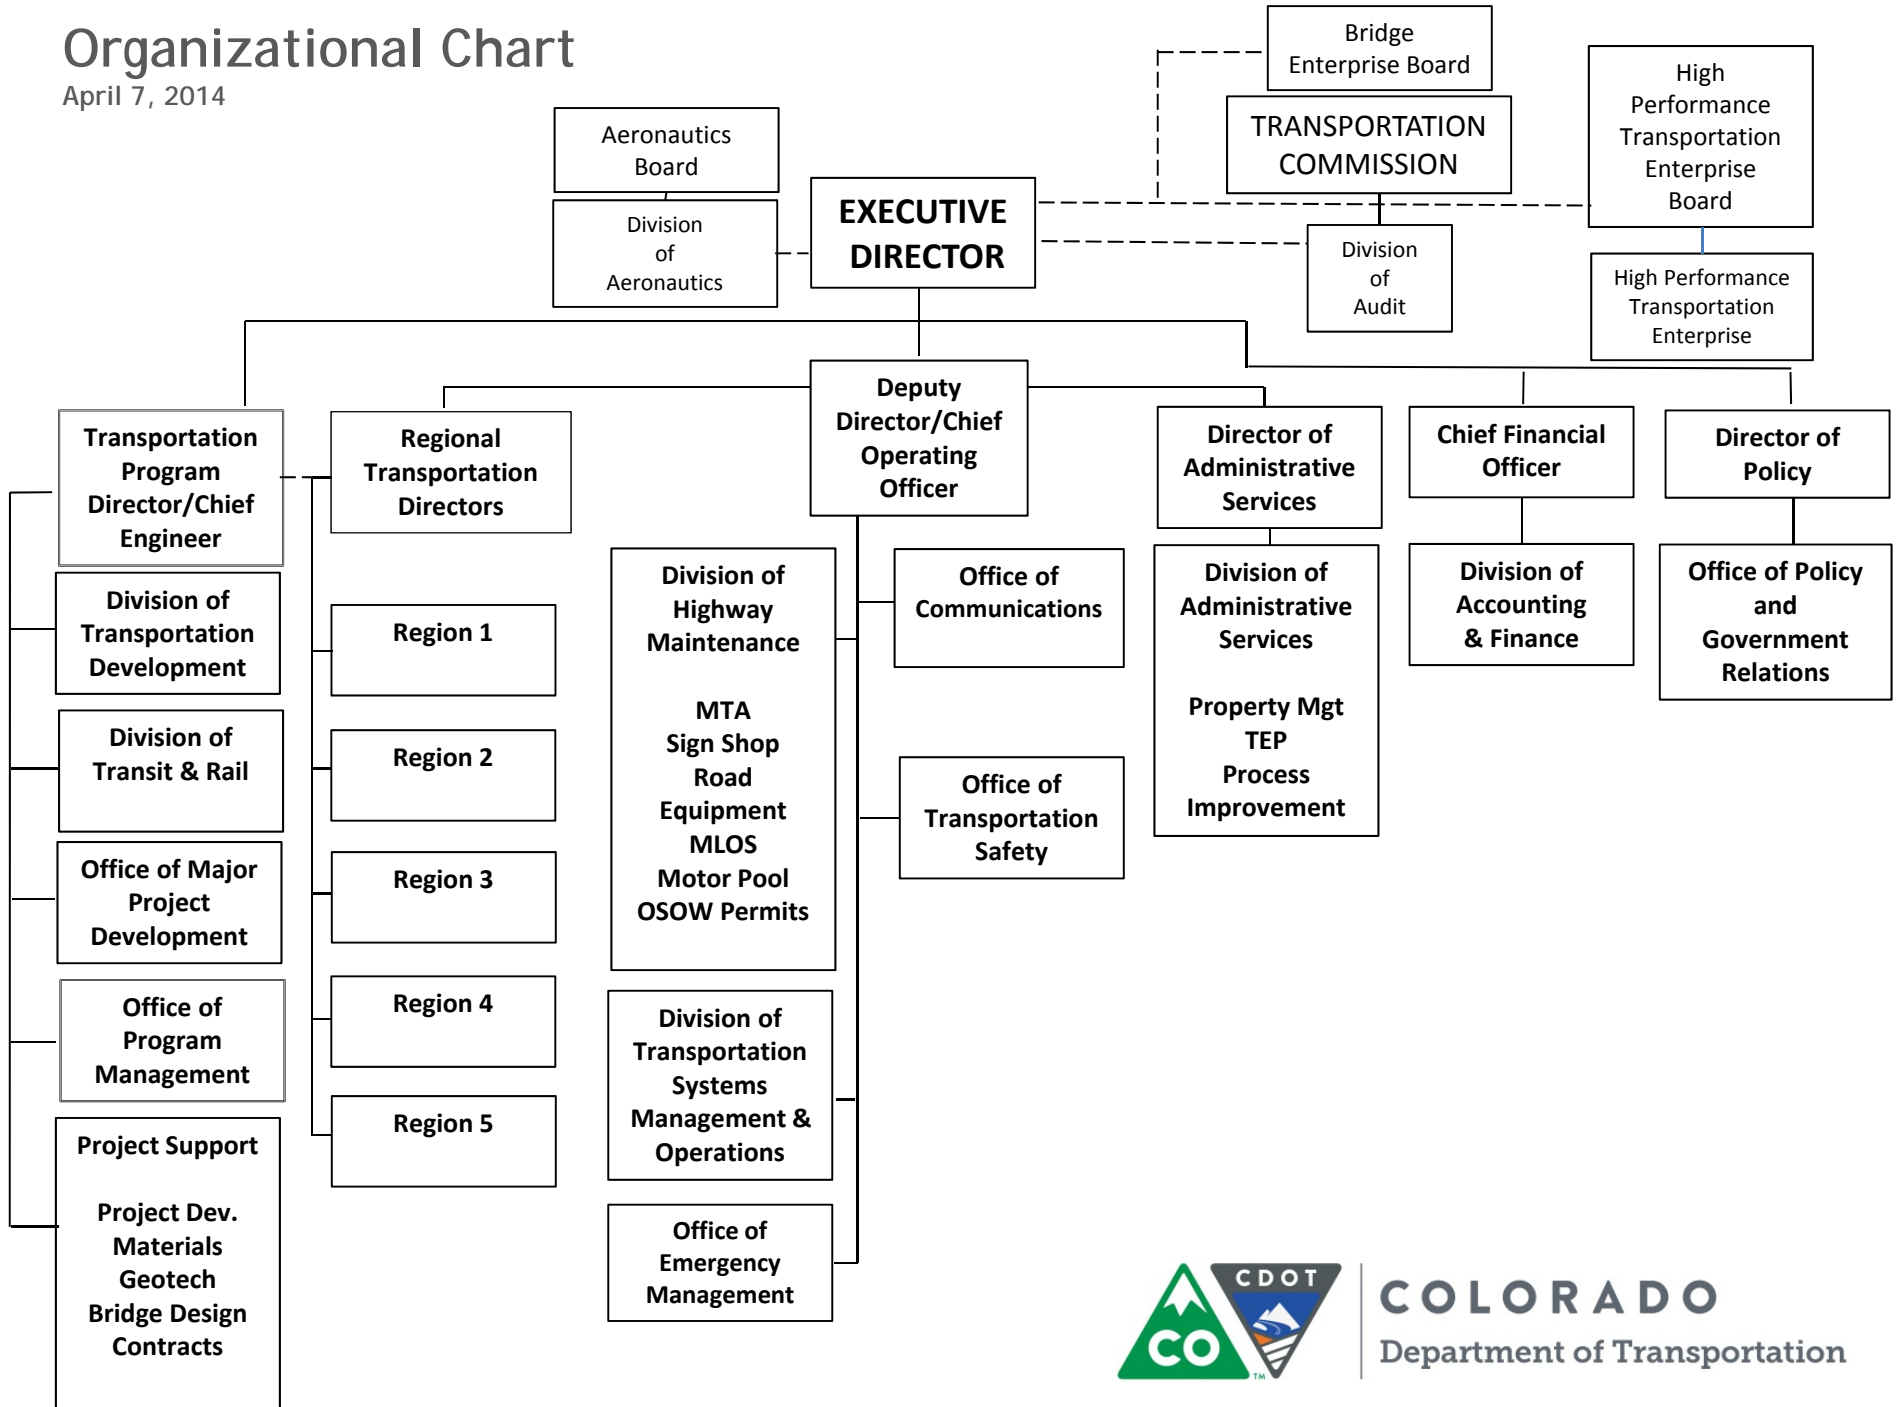 Organizational Chart
April 7, 2014
Bridge
Enterprise Board
High
Performance
Transportation
Enterprise
Board
TRANSPORTATION
COMMISSION
Aeronautics
Board
EXECUTIVE
DIRECTOR
Division
of
Aeronautics
Division
of
Audit
High Performance
Transportation
Enterprise
Deputy
Director/Chief
Operating
Officer
Transportation
Program
Director/Chief
Engineer
Regional
Transportation
Directors
Director of
Administrative
Services
Chief Financial
Officer
Director of
Policy
Division of
Transportation
Development
Division of
Transit & Rail
Office of Major
Project
Development
Office of
Program
Management
Project Support
Project Dev.
Materials
Geotech
Bridge Design
Contracts
Region 1
Region 2
Region 3
Region 4
Region 5
Division of
Highway
Maintenance
MTA
Sign Shop
Road
Equipment
MLOS
Motor Pool
OSOW Permits
Division of
Transportation
Systems
Management &
Operations
Office of
Emergency
Management
Office of
Communications
Office of
Transportation
Safety
Division of
Administrative
Services
Property Mgt
TEP
Process
Improvement
Division of
Accounting
& Finance
Office of Policy
and
Government
Relations
CO
TM
CDOT
COLORADO
Department of Transportation